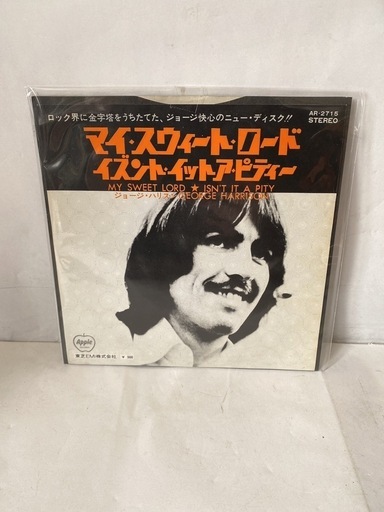 ロック界に金字塔をうちたてた、ジョージ快心のニュー・ディスク!!
AR-2715
STEREO
マイ・スウィート・ロード
イズント・イット・ア・ピティー
MY SWEET LORD ★ ISN'T IT A PITY
ジョージ・ハリスン GEORGE HARRISON
Apple
東芝EMI株式会社